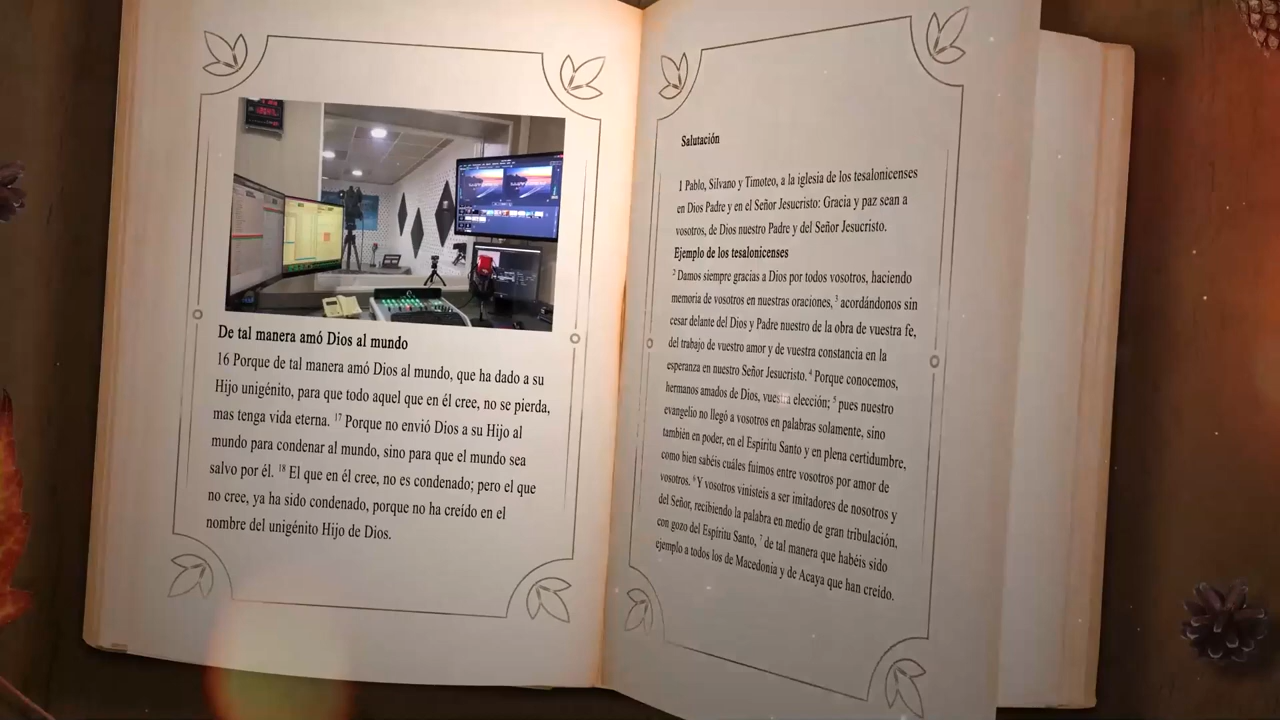 De tal manera amó Dios al mundo
16 Porque de tal manera amó Dios al mundo, que ha dado a su
Hijo unigénito, para que todo aquel que en él cree, no se pierda,
mas tenga vida eterna. 17 Porque no envió Dios a su Hijo al
mundo para condenar al mundo, sino para que el mundo sea
salvo por él. 18 El que en él cree, no es condenado; pero el que
no cree, ya ha sido condenado, porque no ha creído en el
nombre del unigénito Hijo de Dios.
Salutación
1 Pablo, Silvano y Timoteo, a la iglesia de los tesalonicenses
en Dios Padre y en el Señor Jesucristo: Gracia y paz sean a
vosotros, de Dios nuestro Padre y del Señor Jesucristo.
Ejemplo de los tesalonicenses
2 Damos siempre gracias a Dios por todos vosotros, haciendo
memoria de vosotros en nuestras oraciones, 3 acordándonos sin
cesar delante del Dios y Padre nuestro de la obra de vuestra fe,
del trabajo de vuestro amor y de vuestra constancia en la
esperanza en nuestro Señor Jesucristo. 4 Porque conocemos,
hermanos amados de Dios, vuestra elección; 5 pues nuestro
evangelio no llegó a vosotros en palabras solamente, sino
también en poder, en el Espíritu Santo y en plena certidumbre,
como bien sabéis cuáles fuimos entre vosotros por amor de
vosotros. 6 Y vosotros vinisteis a ser imitadores de nosotros y
del Señor, recibiendo la palabra en medio de gran tribulación,
con gozo del Espíritu Santo, 7 de tal manera que habéis sido
ejemplo a todos los de Macedonia y de Acaya que han creído.